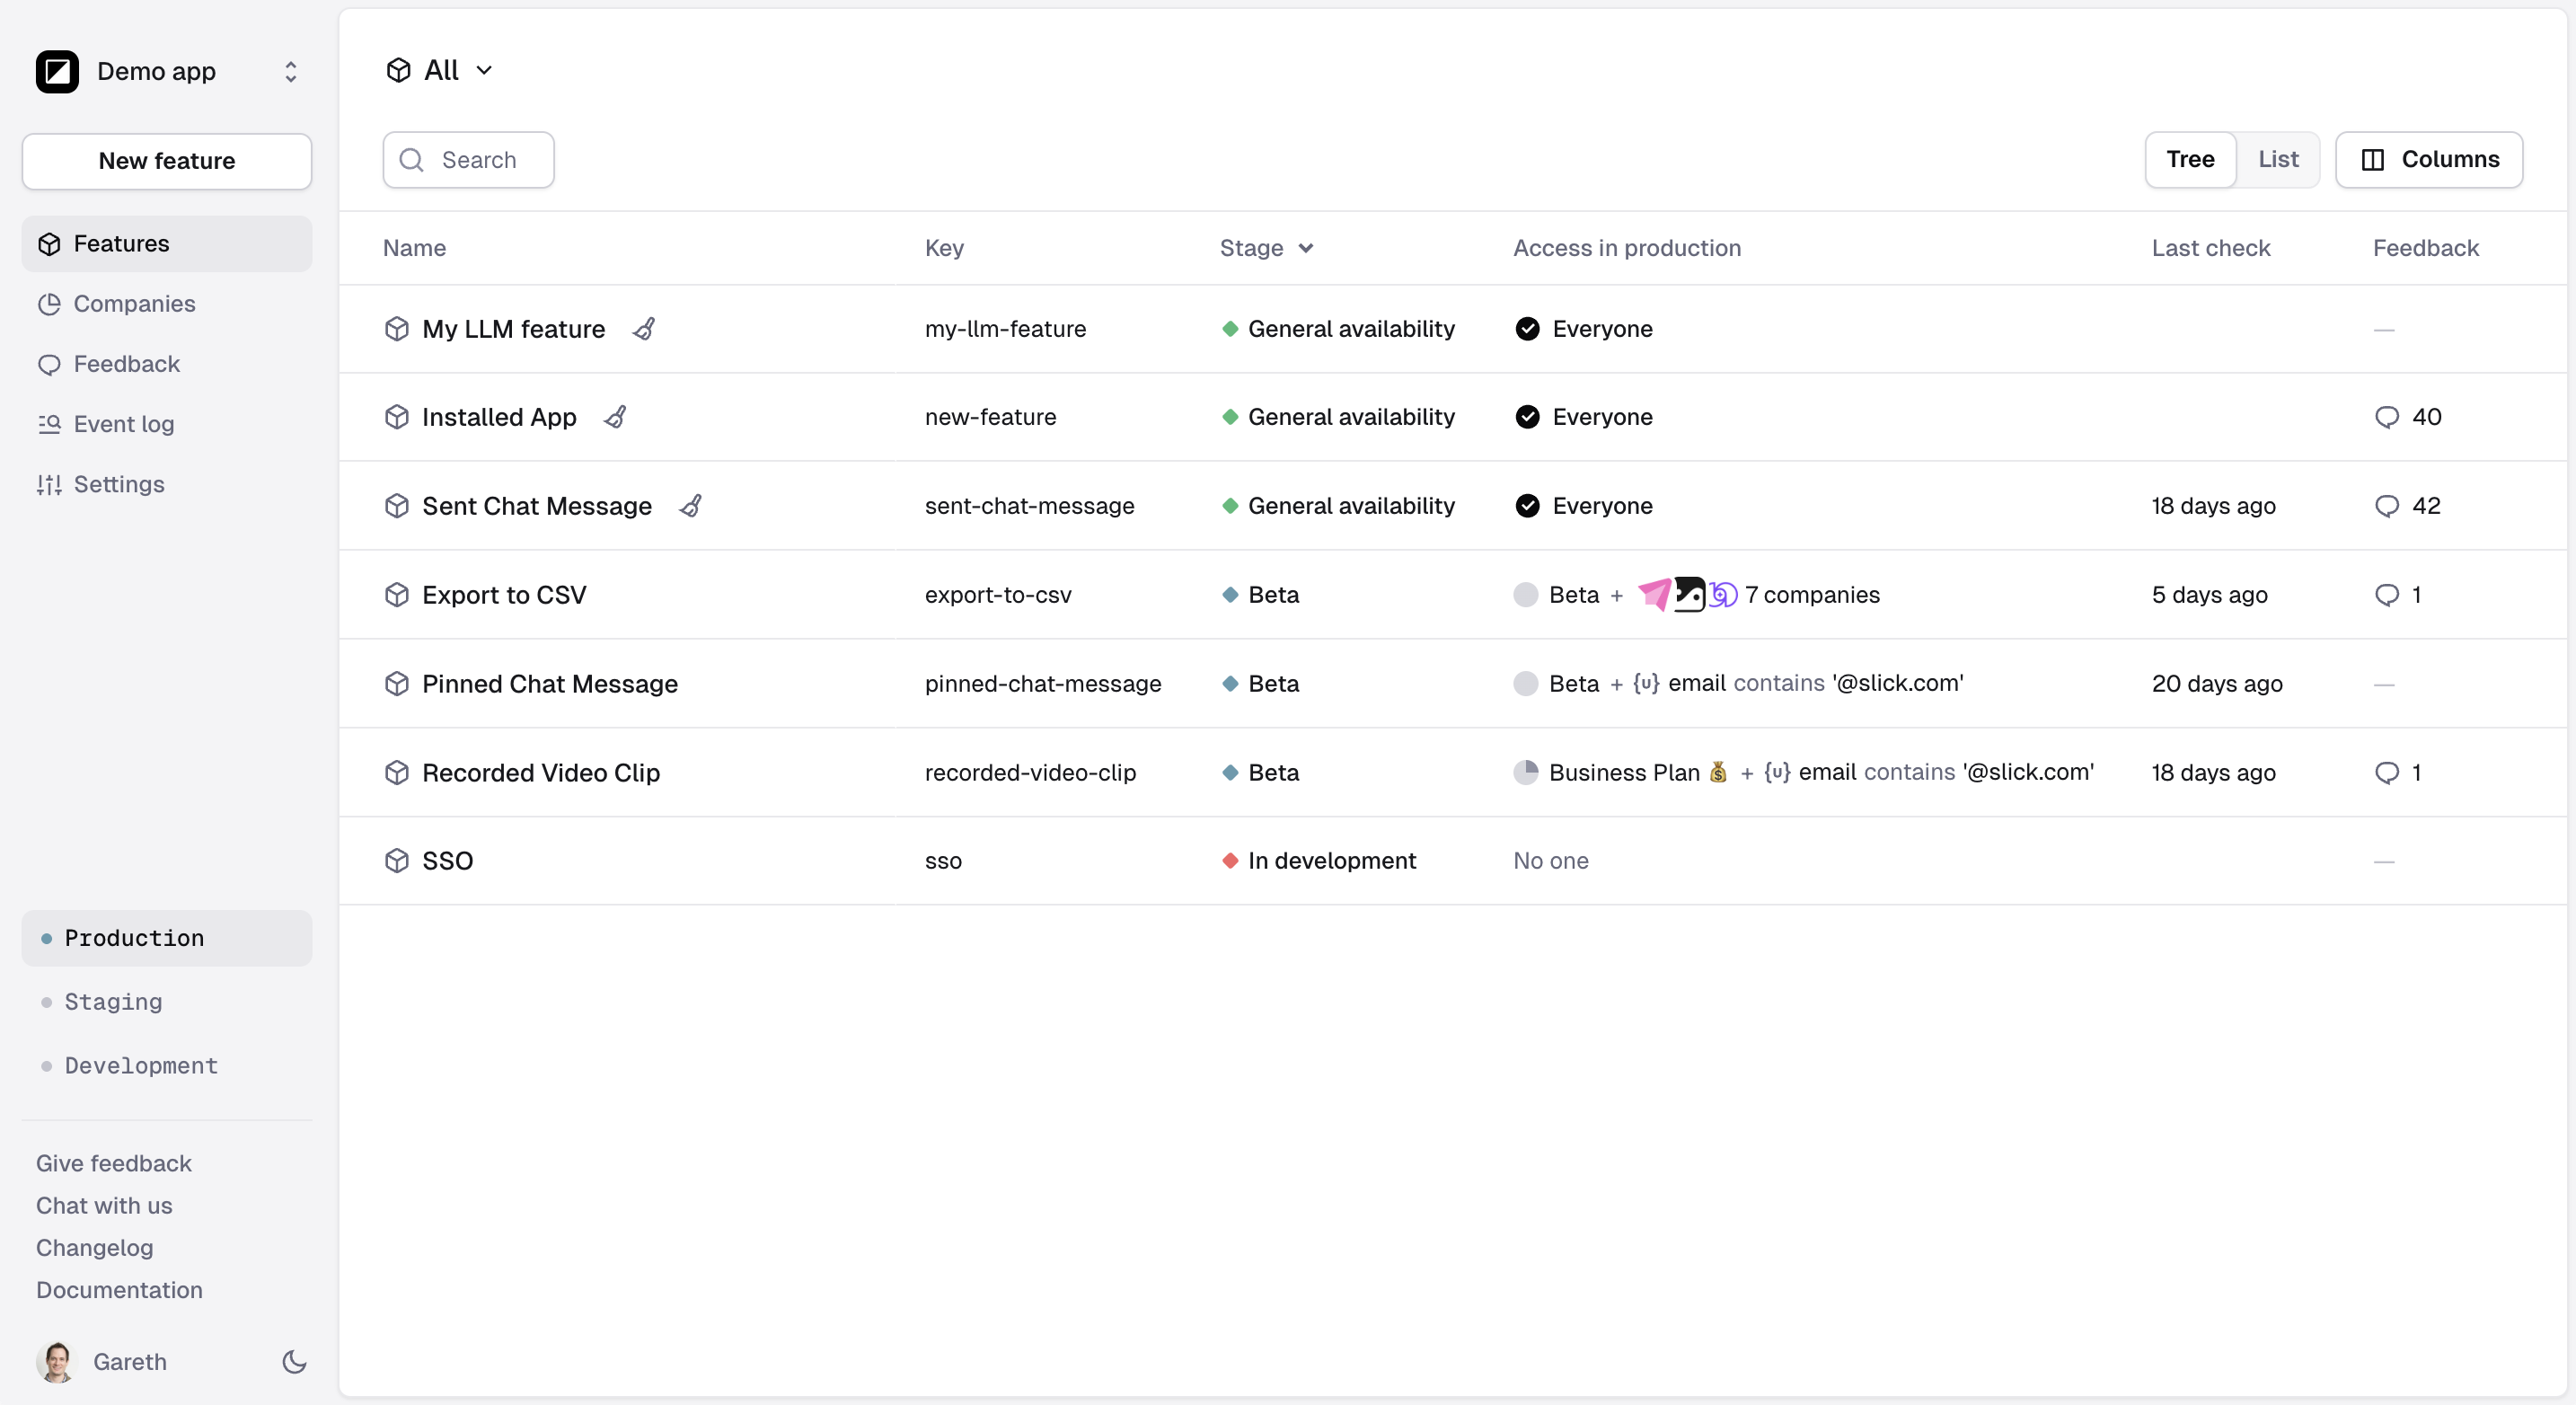 Demo app
New feature
Features
Companies
Feedback
Event log
Settings
Production
Staging
Development
Give feedback
Chat with us
Changelog
Documentation
Gareth
All
Search
Tree List Columns
Name Key Stage Access in production Last check Feedback
My LLM feature my-llm-feature General availability Everyone —
Installed App new-feature General availability Everyone 40
Sent Chat Message sent-chat-message General availability Everyone 18 days ago 42
Export to CSV export-to-csv Beta Beta + 7 companies 5 days ago 1
Pinned Chat Message pinned-chat-message Beta Beta + {U} email contains '@slick.com' 20 days ago —
Recorded Video Clip recorded-video-clip Beta Business Plan 💰 + {U} email contains '@slick.com' 18 days ago 1
SSO sso In development No one —